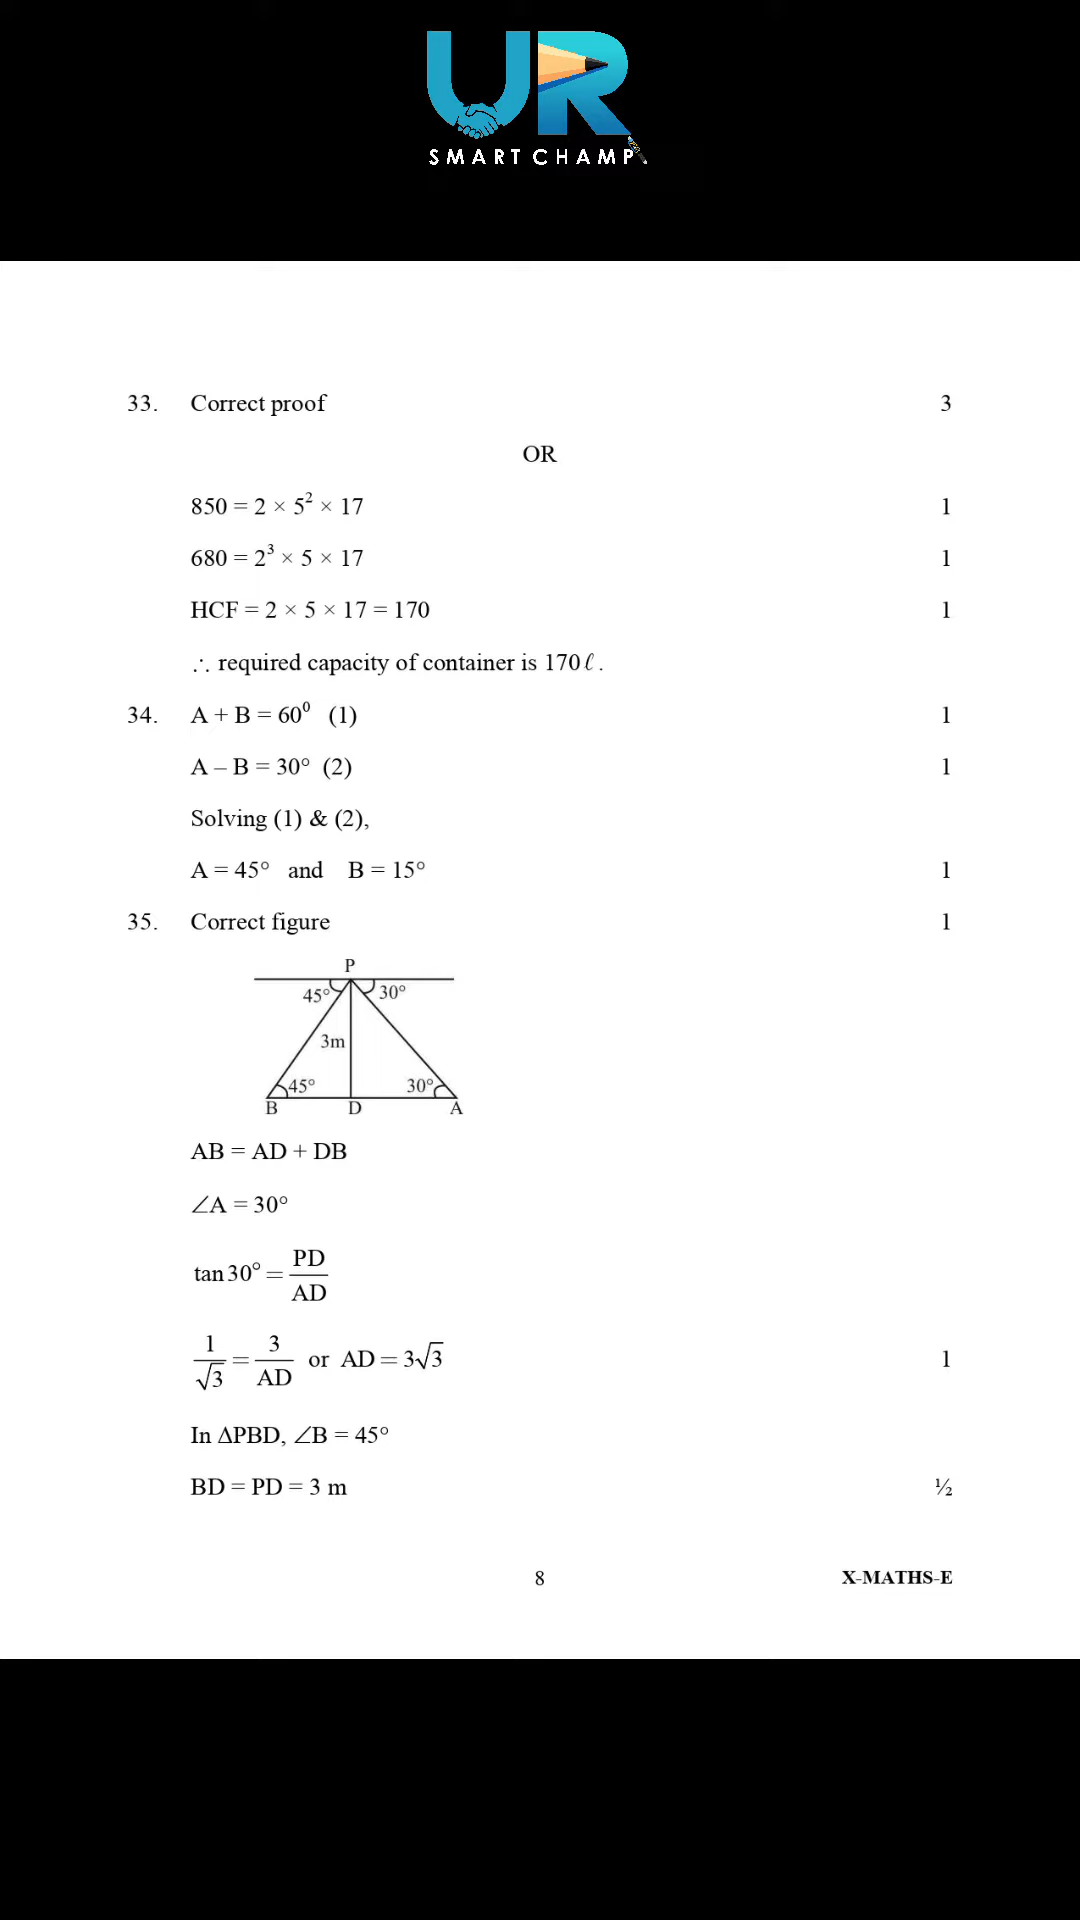 UR
SMART CHAMP
33. Correct proof 3
OR
850 = 2 × 5² × 17 1
680 = 2³ × 5 × 17 1
HCF = 2 × 5 × 17 = 170 1
∴ required capacity of container is 170 ℓ .
34. A + B = 60⁰ (1) 1
A – B = 30° (2) 1
Solving (1) & (2),
A = 45° and B = 15° 1
35. Correct figure 1
P
45° 30°
3m
45° 30°
B D A
AB = AD + DB
∠A = 30°
tan 30° = PD/AD
1/√3 = 3/AD or AD = 3√3 1
In ΔPBD, ∠B = 45°
BD = PD = 3 m ½
8 X-MATHS-E